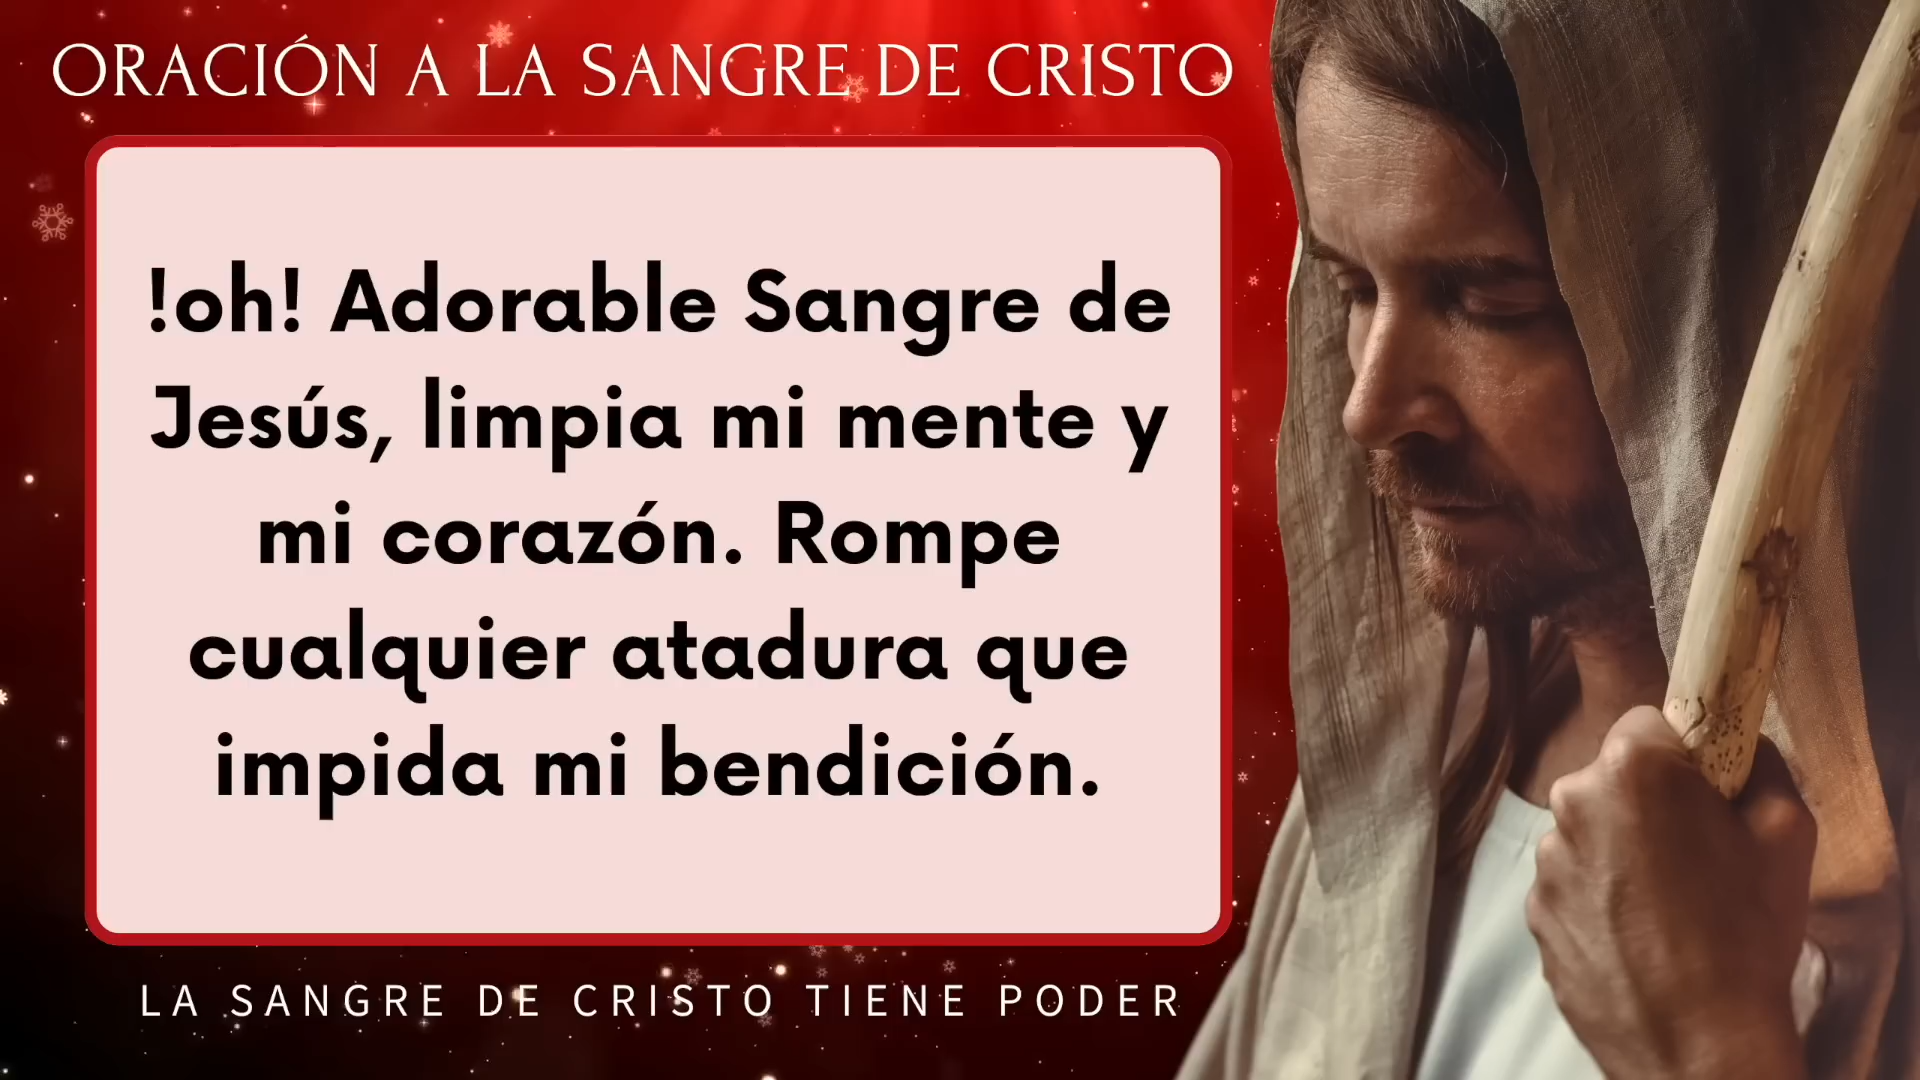 ORACIÓN A LA SANGRE DE CRISTO
!oh! Adorable Sangre de
Jesús, limpia mi mente y
mi corazón. Rompe
cualquier atadura que
impida mi bendición.
LA SANGRE DE CRISTO TIENE PODER